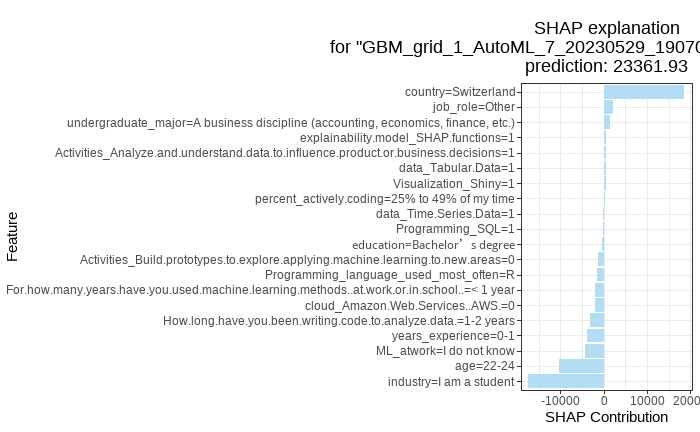 SHAP explanation
for "GBM_grid_1_AutoML_7_20230529_1907
prediction: 23361.93
Feature
country=Switzerland
job_role=Other
undergraduate_major=A business discipline (accounting, economics, finance, etc.)
explainability.model_SHAP.functions=1
Activities_Analyze.and.understand.data.to.influence.product.or.business.decisions=1
data_Tabular.Data=1
Visualization_Shiny=1
percent_actively.coding=25% to 49% of my time
data_Time.Series.Data=1
Programming_SQL=1
education=Bachelor’s degree
Activities_Build.prototypes.to.explore.applying.machine.learning.to.new.areas=0
Programming_language_used_most_often=R
For.how.many.years.have.you.used.machine.learning.methods..at.work.or.in.school..=< 1 year
cloud_Amazon.Web.Services..AWS.=0
How.long.have.you.been.writing.code.to.analyze.data.=1-2 years
years_experience=0-1
ML_atwork=I do not know
age=22-24
industry=I am a student
-10000 0 10000 2000
SHAP Contribution